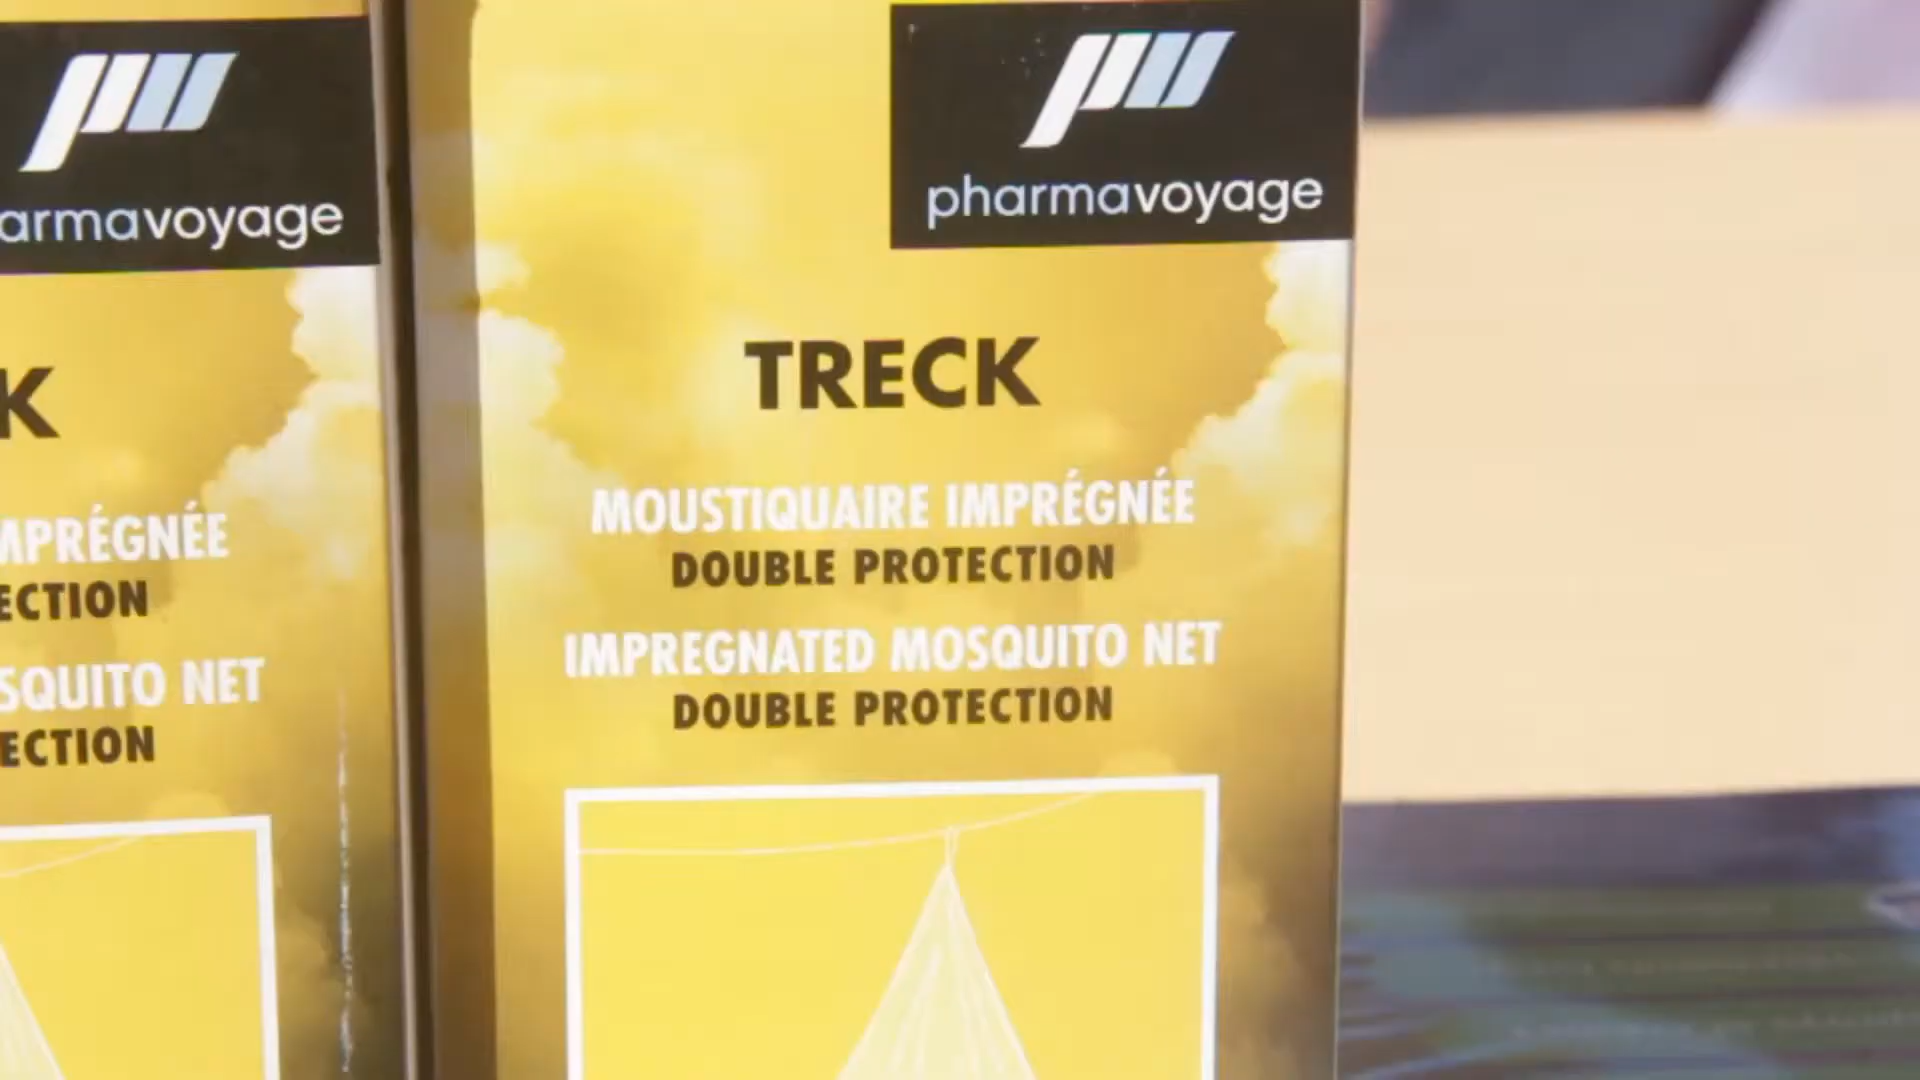 armavoyage
K
MPRÉGNÉE
ECTION
SQUITO NET
ECTION
pharmavoyage
TRECK
MOUSTIQUAIRE IMPRÉGNÉE
DOUBLE PROTECTION
IMPREGNATED MOSQUITO NET
DOUBLE PROTECTION